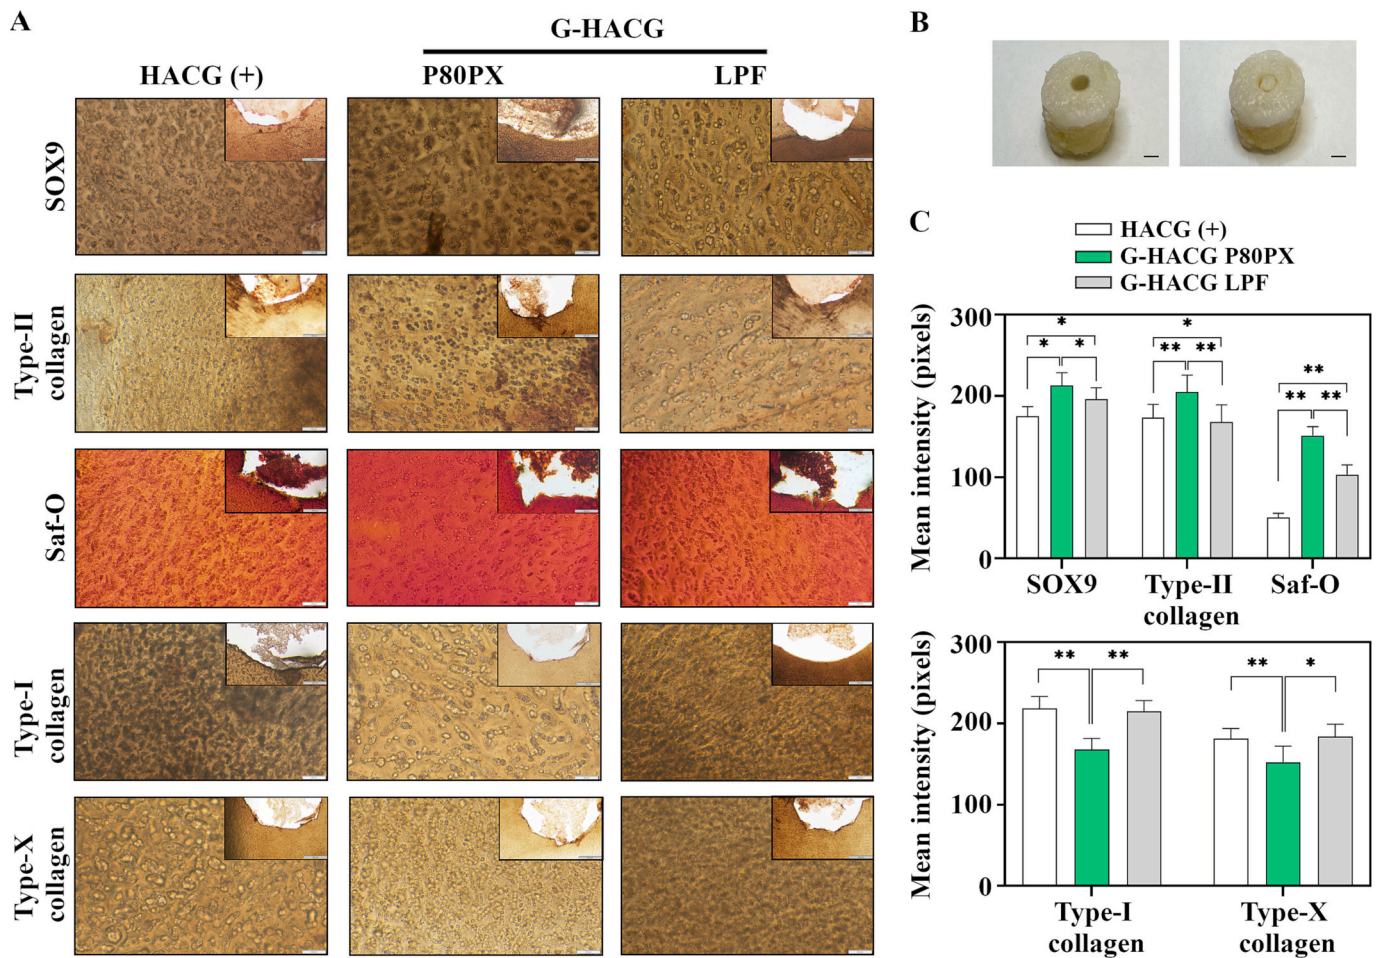 A
G-HACG
HACG (+)
P80PX
LPF
SOX9
Type-II
collagen
Saf-O
Type-I
collagen
Type-X
collagen
B
C
HACG (+)
G-HACG P80PX
G-HACG LPF
Mean intensity (pixels)
300
200
100
0
* * *
* ** **
** ** **
SOX9
Type-II
collagen
Saf-O
Mean intensity (pixels)
300
200
100
0
** **
** *
Type-I
collagen
Type-X
collagen